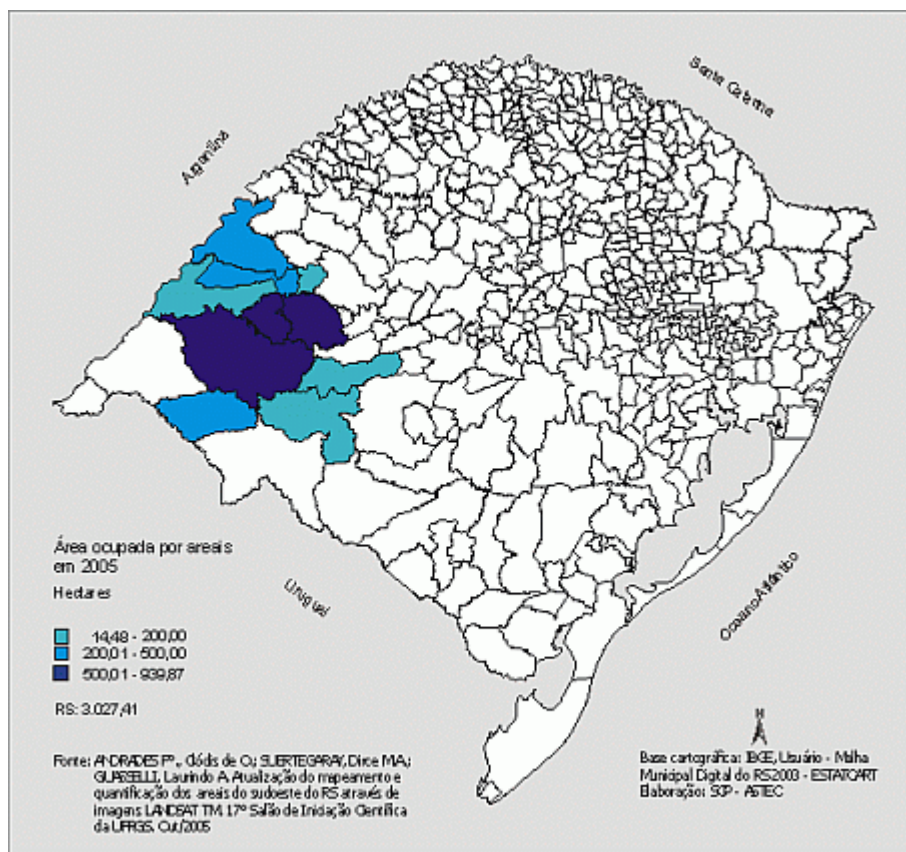 Santa Catarina
Argentina
Área ocupada por areais
em 2005
Hectares
14,48 - 200,00
200,01 - 500,00
500,01 - 939,87
RS: 3.027,41
Uruguai
Oceano Atlântico
N
Fonte: ANDRADES Fº., Clódis de O.; SUERTEGARAY, Dirce M.A.;
GUASSELLI, Laurindo A. Atualização do mapeamento e
quantificação dos areais do sudoeste do RS através de
imagens LANDSAT TM. 17° Salão de Iniciação Científica
da UFRGS. Out/2005
Base cartográfica: IBGE, Usuário - Malha
Municipal Digital do RS 2003 - ESTATCART
Elaboração: SCP - ASTEC